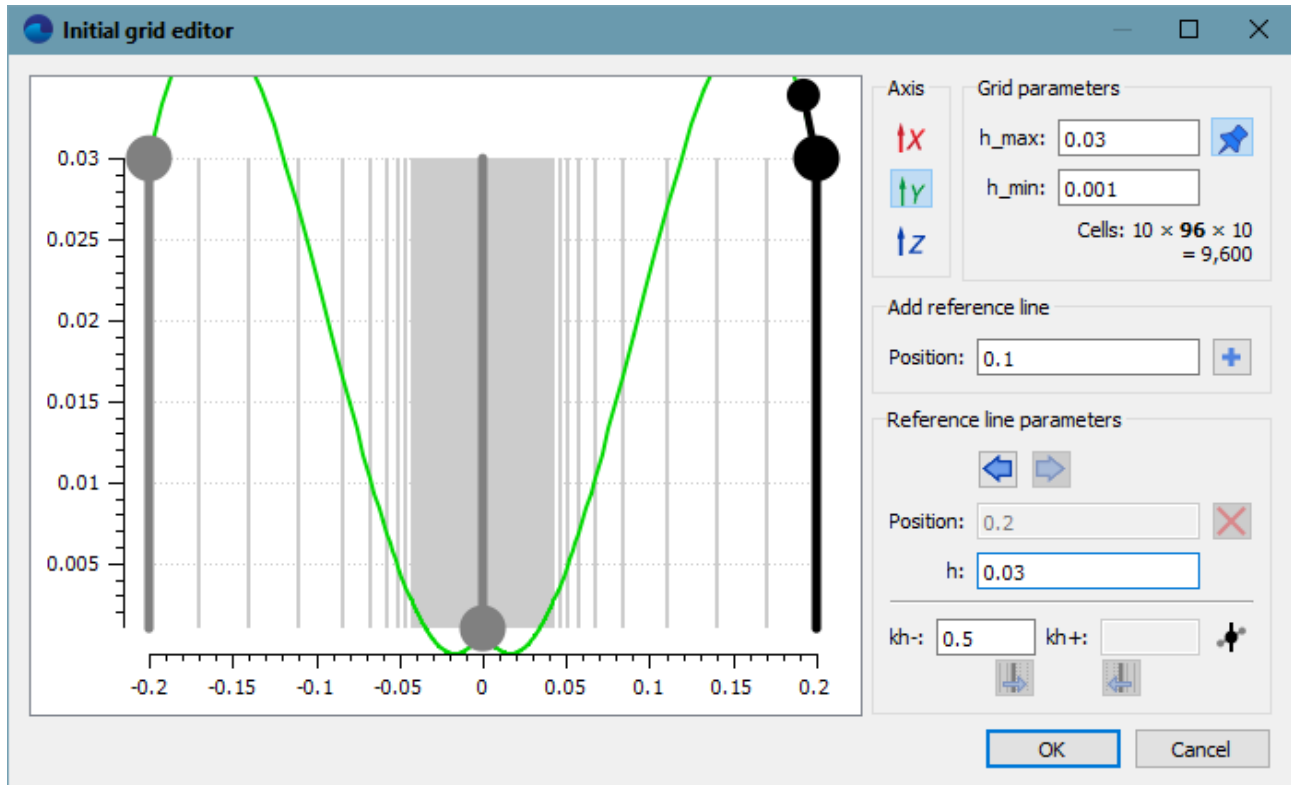 Initial grid editor
0.03
0.025
0.02
0.015
0.01
0.005
-0.2 -0.15 -0.1 -0.05 0 0.05 0.1 0.15 0.2
Axis
X
Y
Z
Grid parameters
h_max: 0.03
h_min: 0.001
Cells: 10 × 96 × 10
= 9,600
Add reference line
Position: 0.1
Reference line parameters
Position: 0.2
h: 0.03
kh-: 0.5 kh+:
OK Cancel